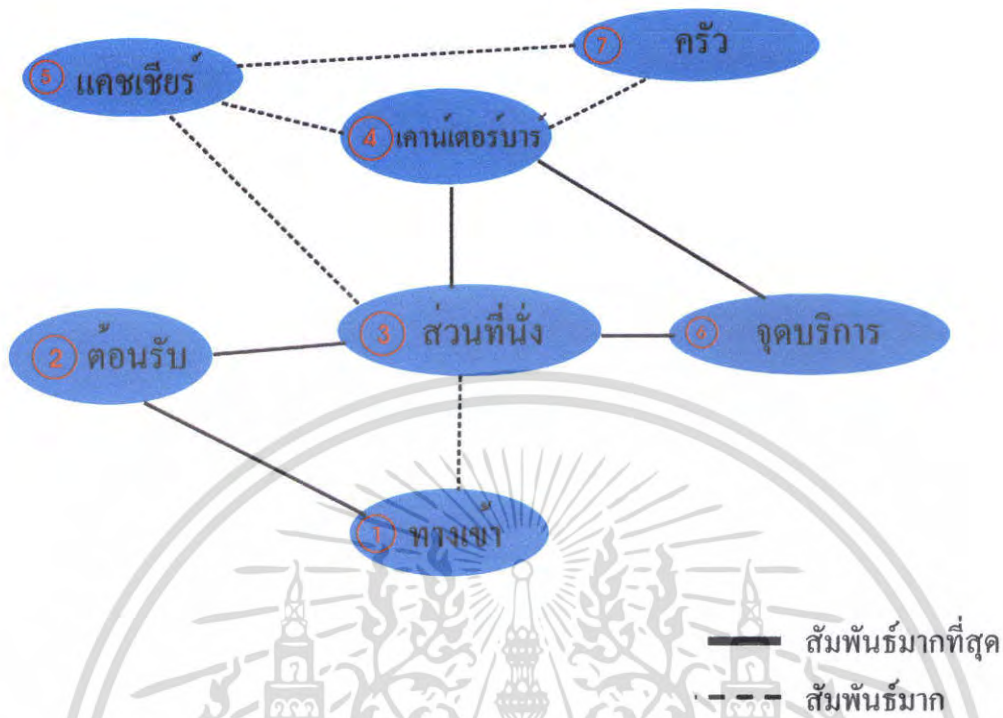 7 ครัว
5 แคชเชียร์
4 เคาน์เตอร์บาร์
3 ส่วนที่นั่ง
6 จุดบริการ
2 ต้อนรับ
1 ทางเข้า
สัมพันธ์มากที่สุด
สัมพันธ์มาก